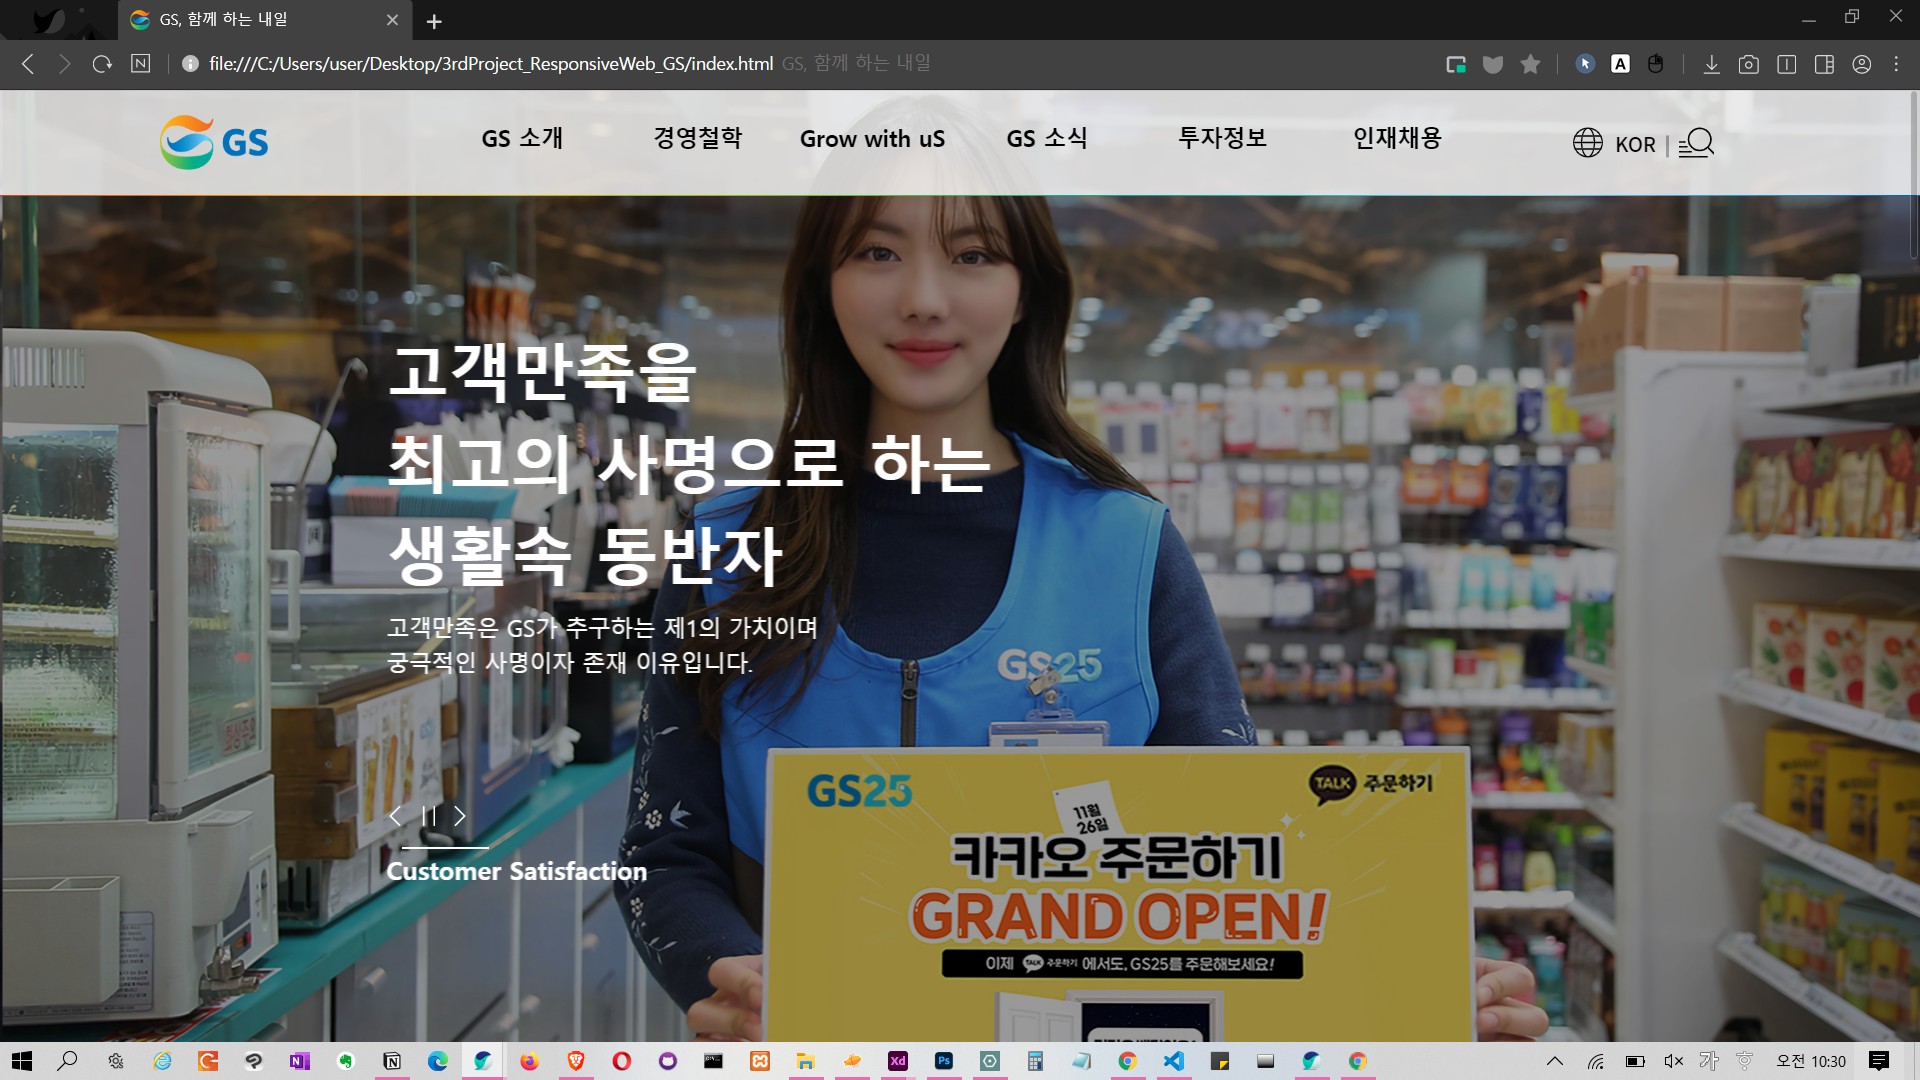 GS, 함께 하는 내일
file:///C:/Users/user/Desktop/3rdProject_ResponsiveWeb_GS/index.html GS, 함께 하는 내일
GS
GS 소개
경영철학
Grow with uS
GS 소식
투자정보
인재채용
KOR |
고객만족을
최고의 사명으로 하는
생활속 동반자
고객만족은 GS가 추구하는 제1의 가치이며
궁극적인 사명이자 존재 이유입니다.
Customer Satisfaction
GS25
GS25
TALK 주문하기
11월
26일
카카오 주문하기
GRAND OPEN!
이제 TALK 주문하기 에서도, GS25를 주문해보세요!
오전 10:30